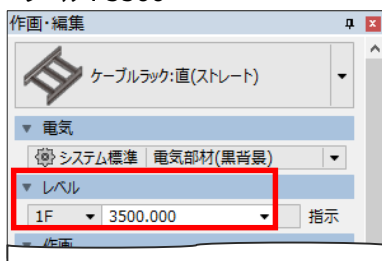 作画・編集
ケーブルラック:直(ストレート)
電気
システム標準 電気部材(黒背景)
レベル
1F 3500.000 指示
作画